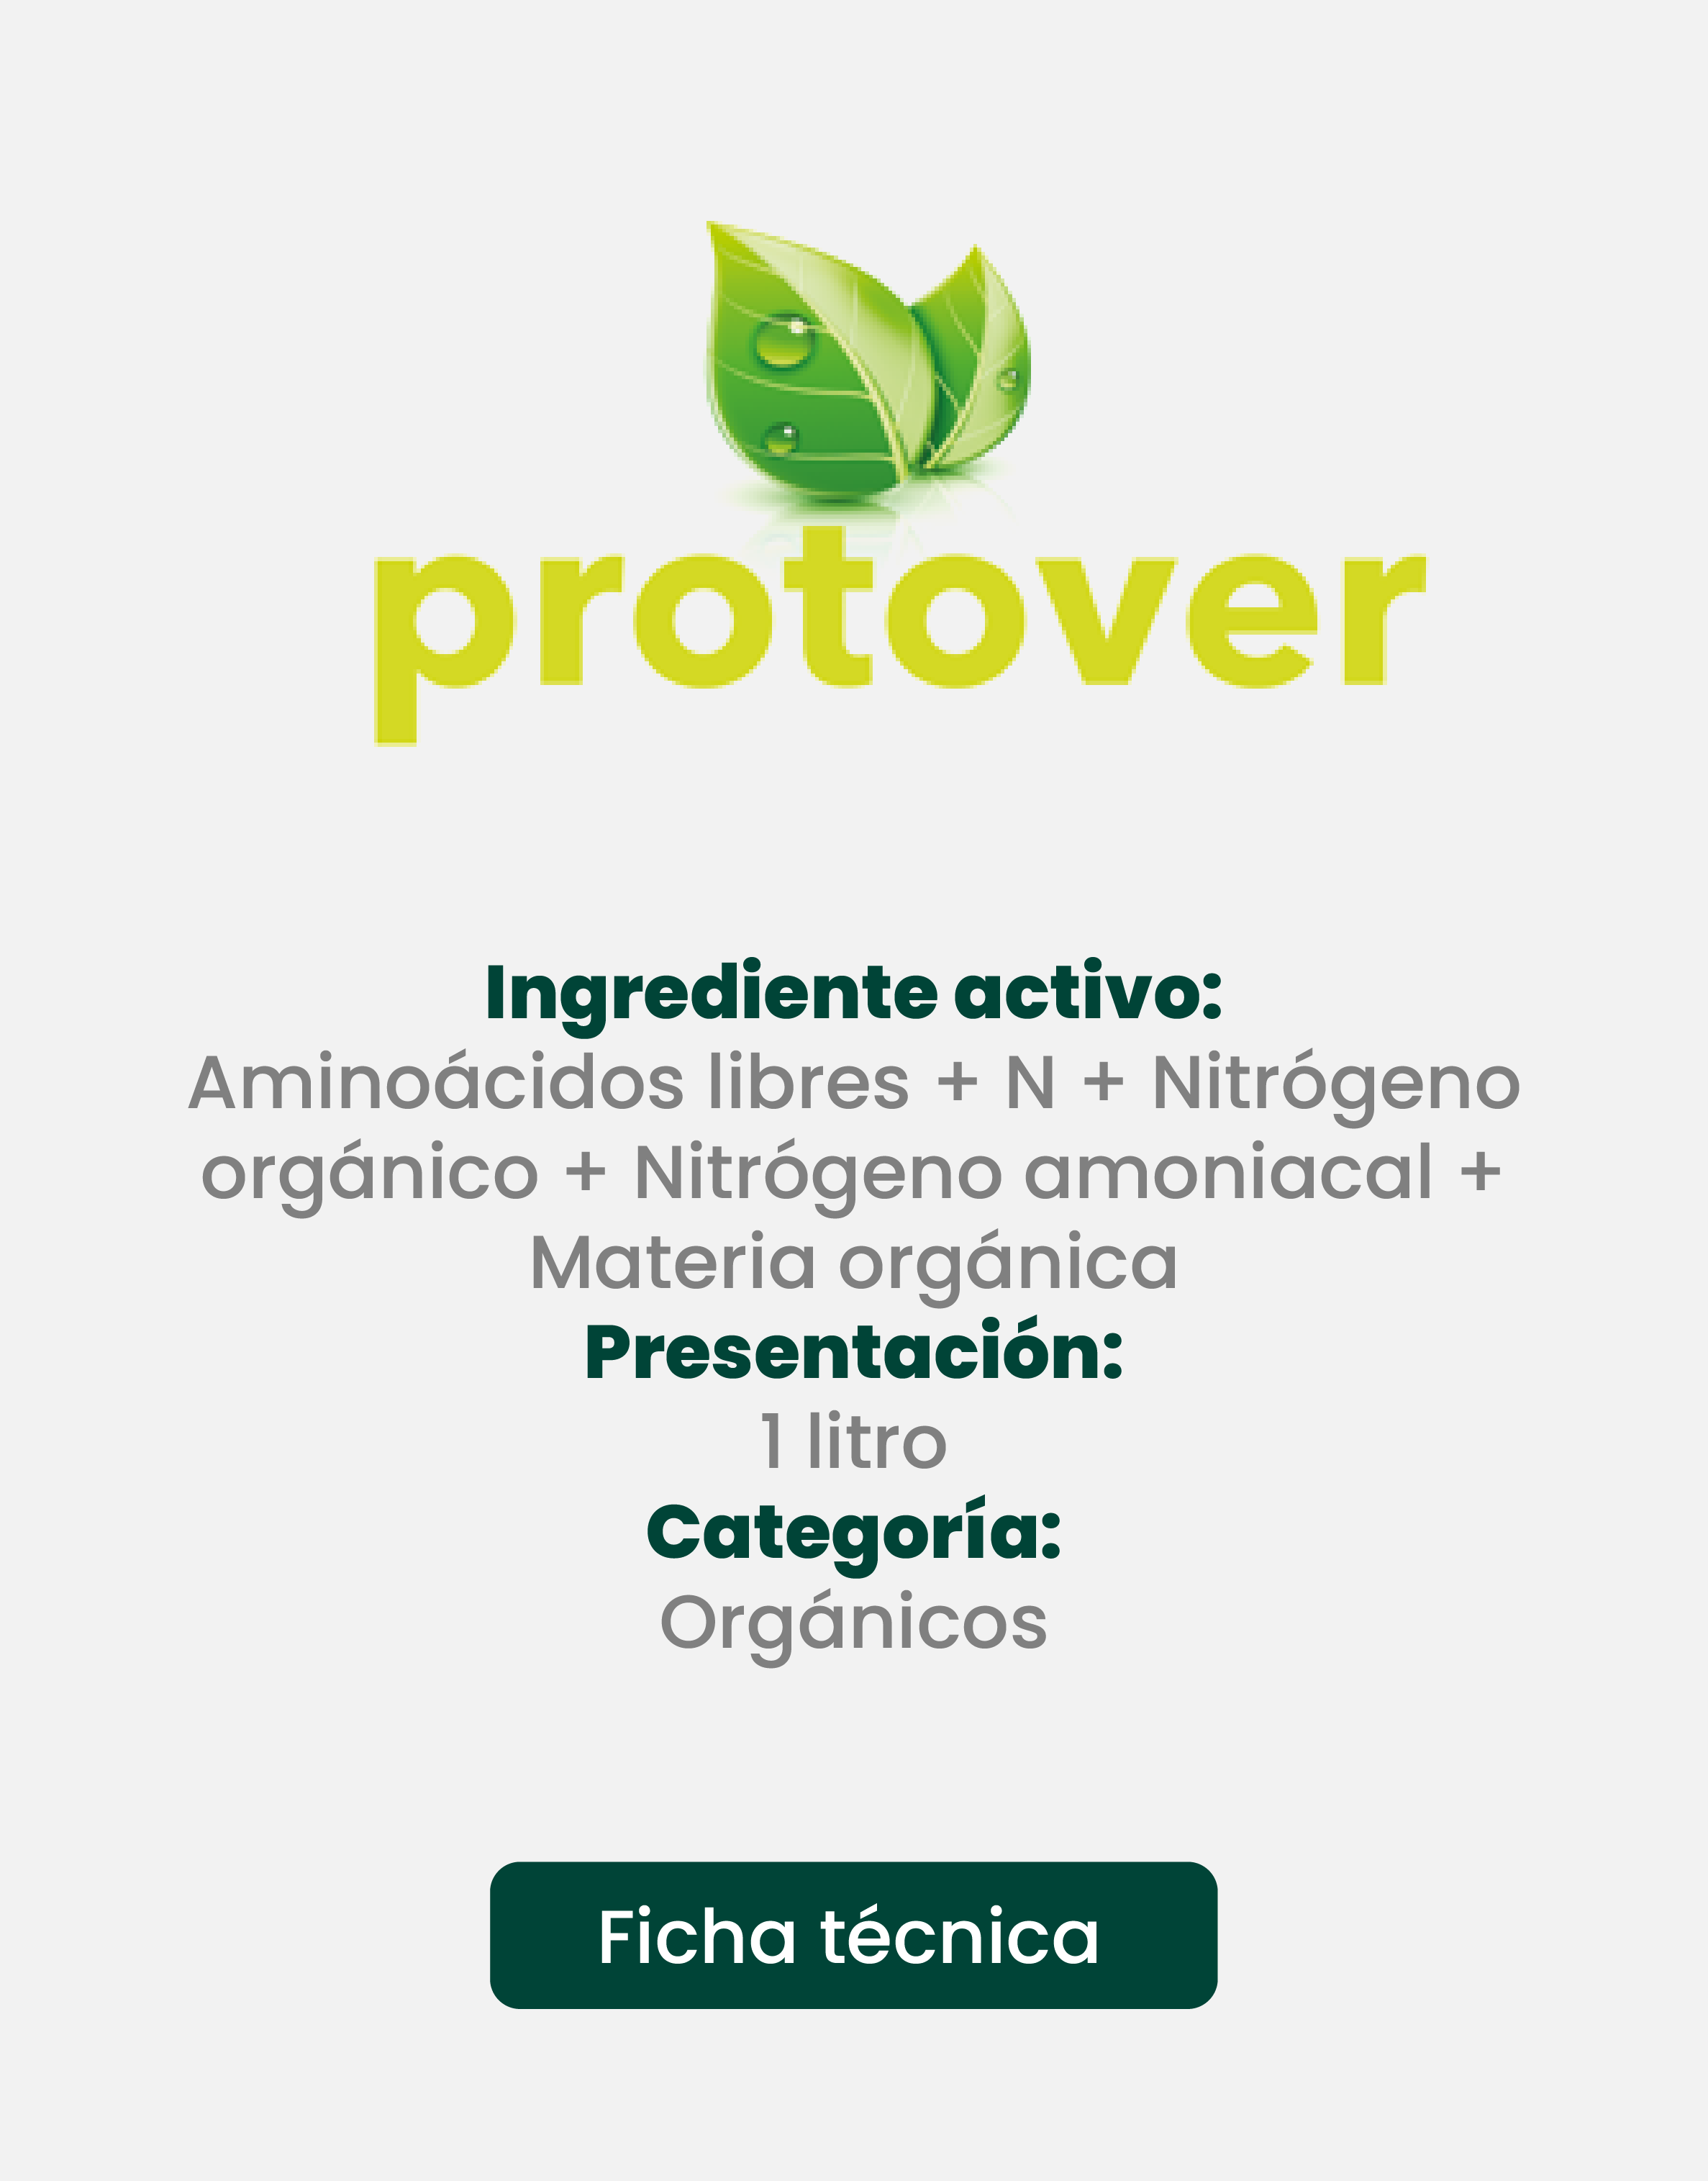 protover
Ingrediente activo:
Aminoácidos libres + N + Nitrógeno
orgánico + Nitrógeno amoniacal +
Materia orgánica
Presentación:
1 litro
Categoría:
Orgánicos
Ficha técnica